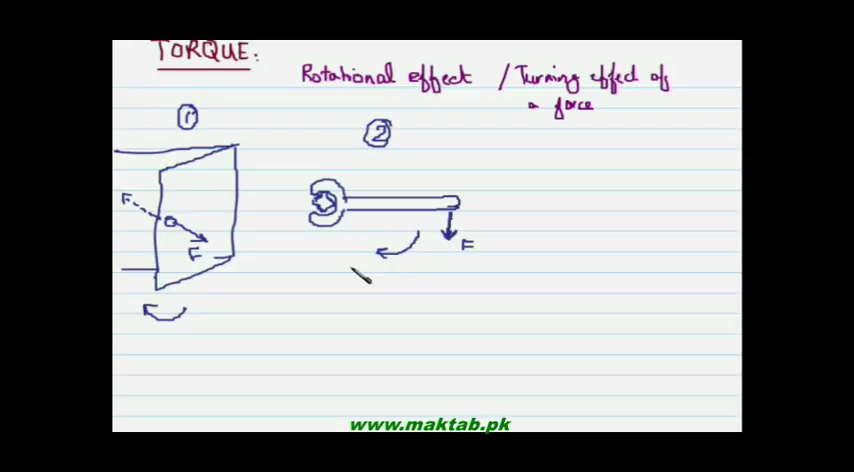 TORQUE:
Rotational effect / Turning effect of
a force
1
2
F
F
F
www.maktab.pk